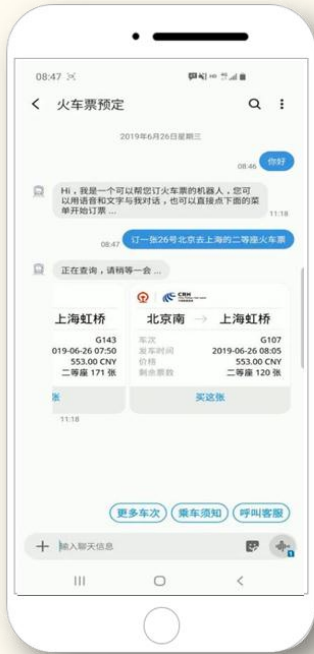 08:47
火车票预定
2019年6月26日星期三
08:46
你好
Hi，我是一个可以帮您订火车票的机器人，您可
以用语音和文字与我对话，也可以直接点下面的菜
单开始订票 ...
11:18
08:47
订一张26号北京去上海的二等座火车票
正在查询，请稍等一会 ...
上海虹桥
G143
2019-06-26 07:50
553.00 CNY
二等座 171 张
张
CRH
北京南 → 上海虹桥
车次 G107
发车时间 2019-06-26 08:05
价格 553.00 CNY
剩余票数 二等座 120 张
买这张
11:18
更多车次
乘车须知
呼叫客服
输入聊天信息
1